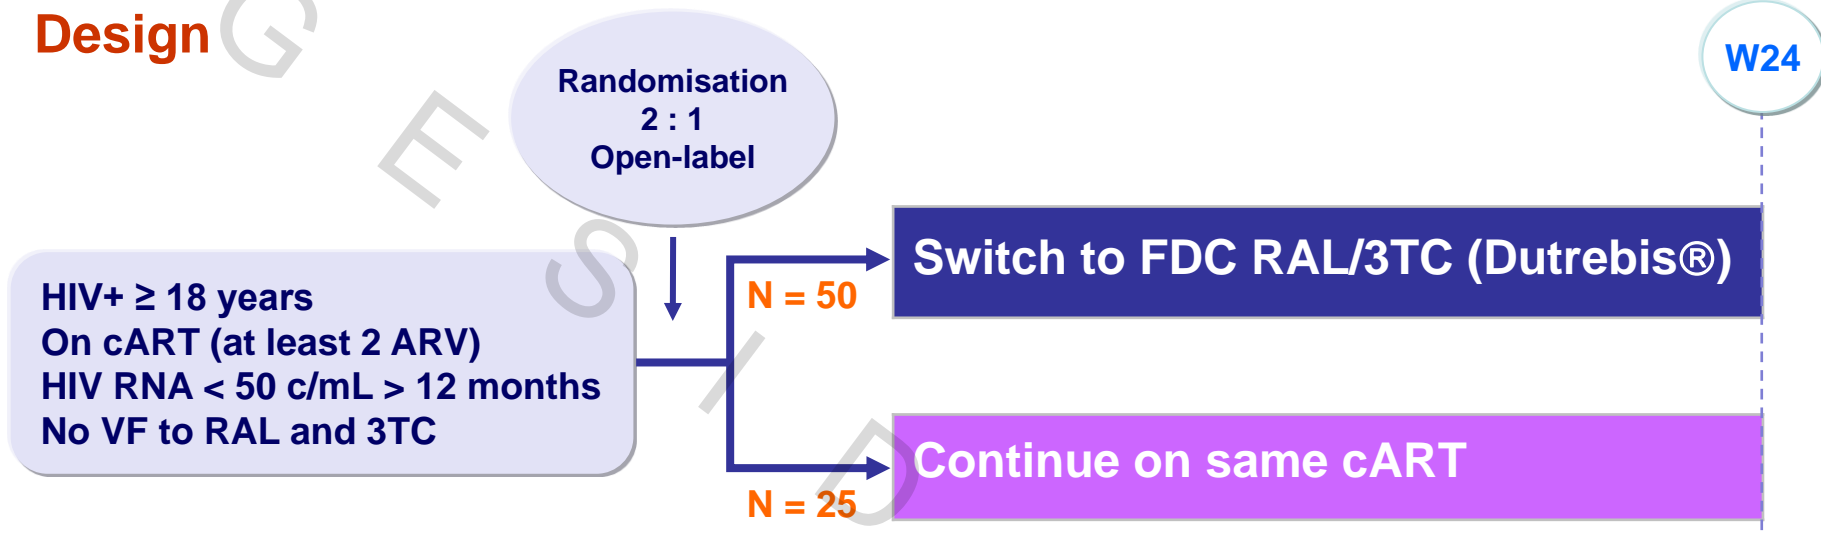 Design
Randomisation
2 : 1
Open-label
W24
HIV+ ≥ 18 years
On cART (at least 2 ARV)
HIV RNA < 50 c/mL > 12 months
No VF to RAL and 3TC
N = 50
Switch to FDC RAL/3TC (Dutrebis®)
N = 25
Continue on same cART
G E S I D